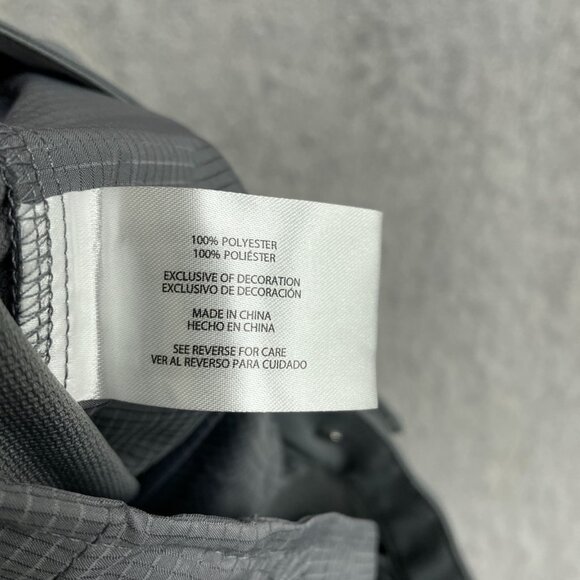 100% POLYESTER
100% POLIÉSTER
EXCLUSIVE OF DECORATION
EXCLUSIVO DE DECORACIÓN
MADE IN CHINA
HECHO EN CHINA
SEE REVERSE FOR CARE
VER AL REVERSO PARA CUIDADO